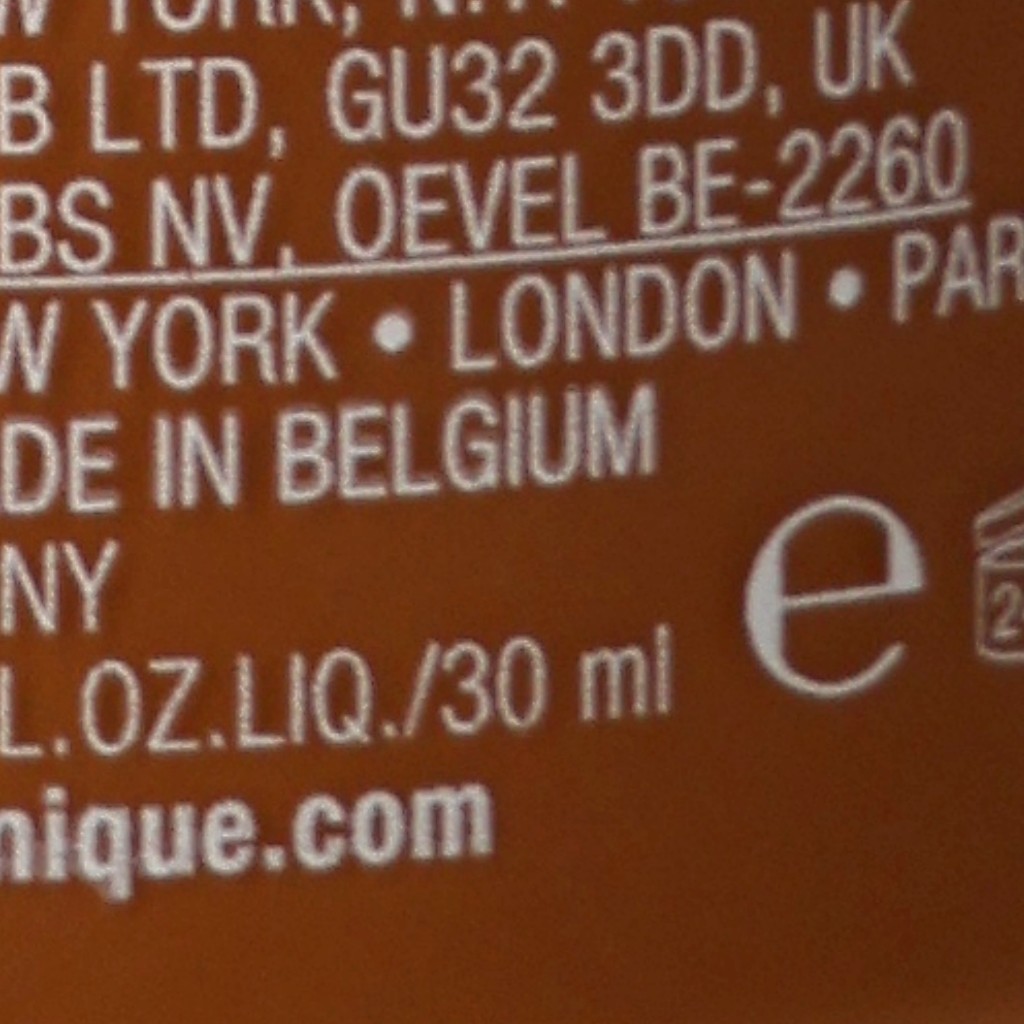 YORK,
B LTD, GU32 3DD, UK
BS NV, OEVEL BE-2260
W YORK • LONDON • PAR
DE IN BELGIUM
NY
L.OZ.LIQ./30 ml e
nique.com